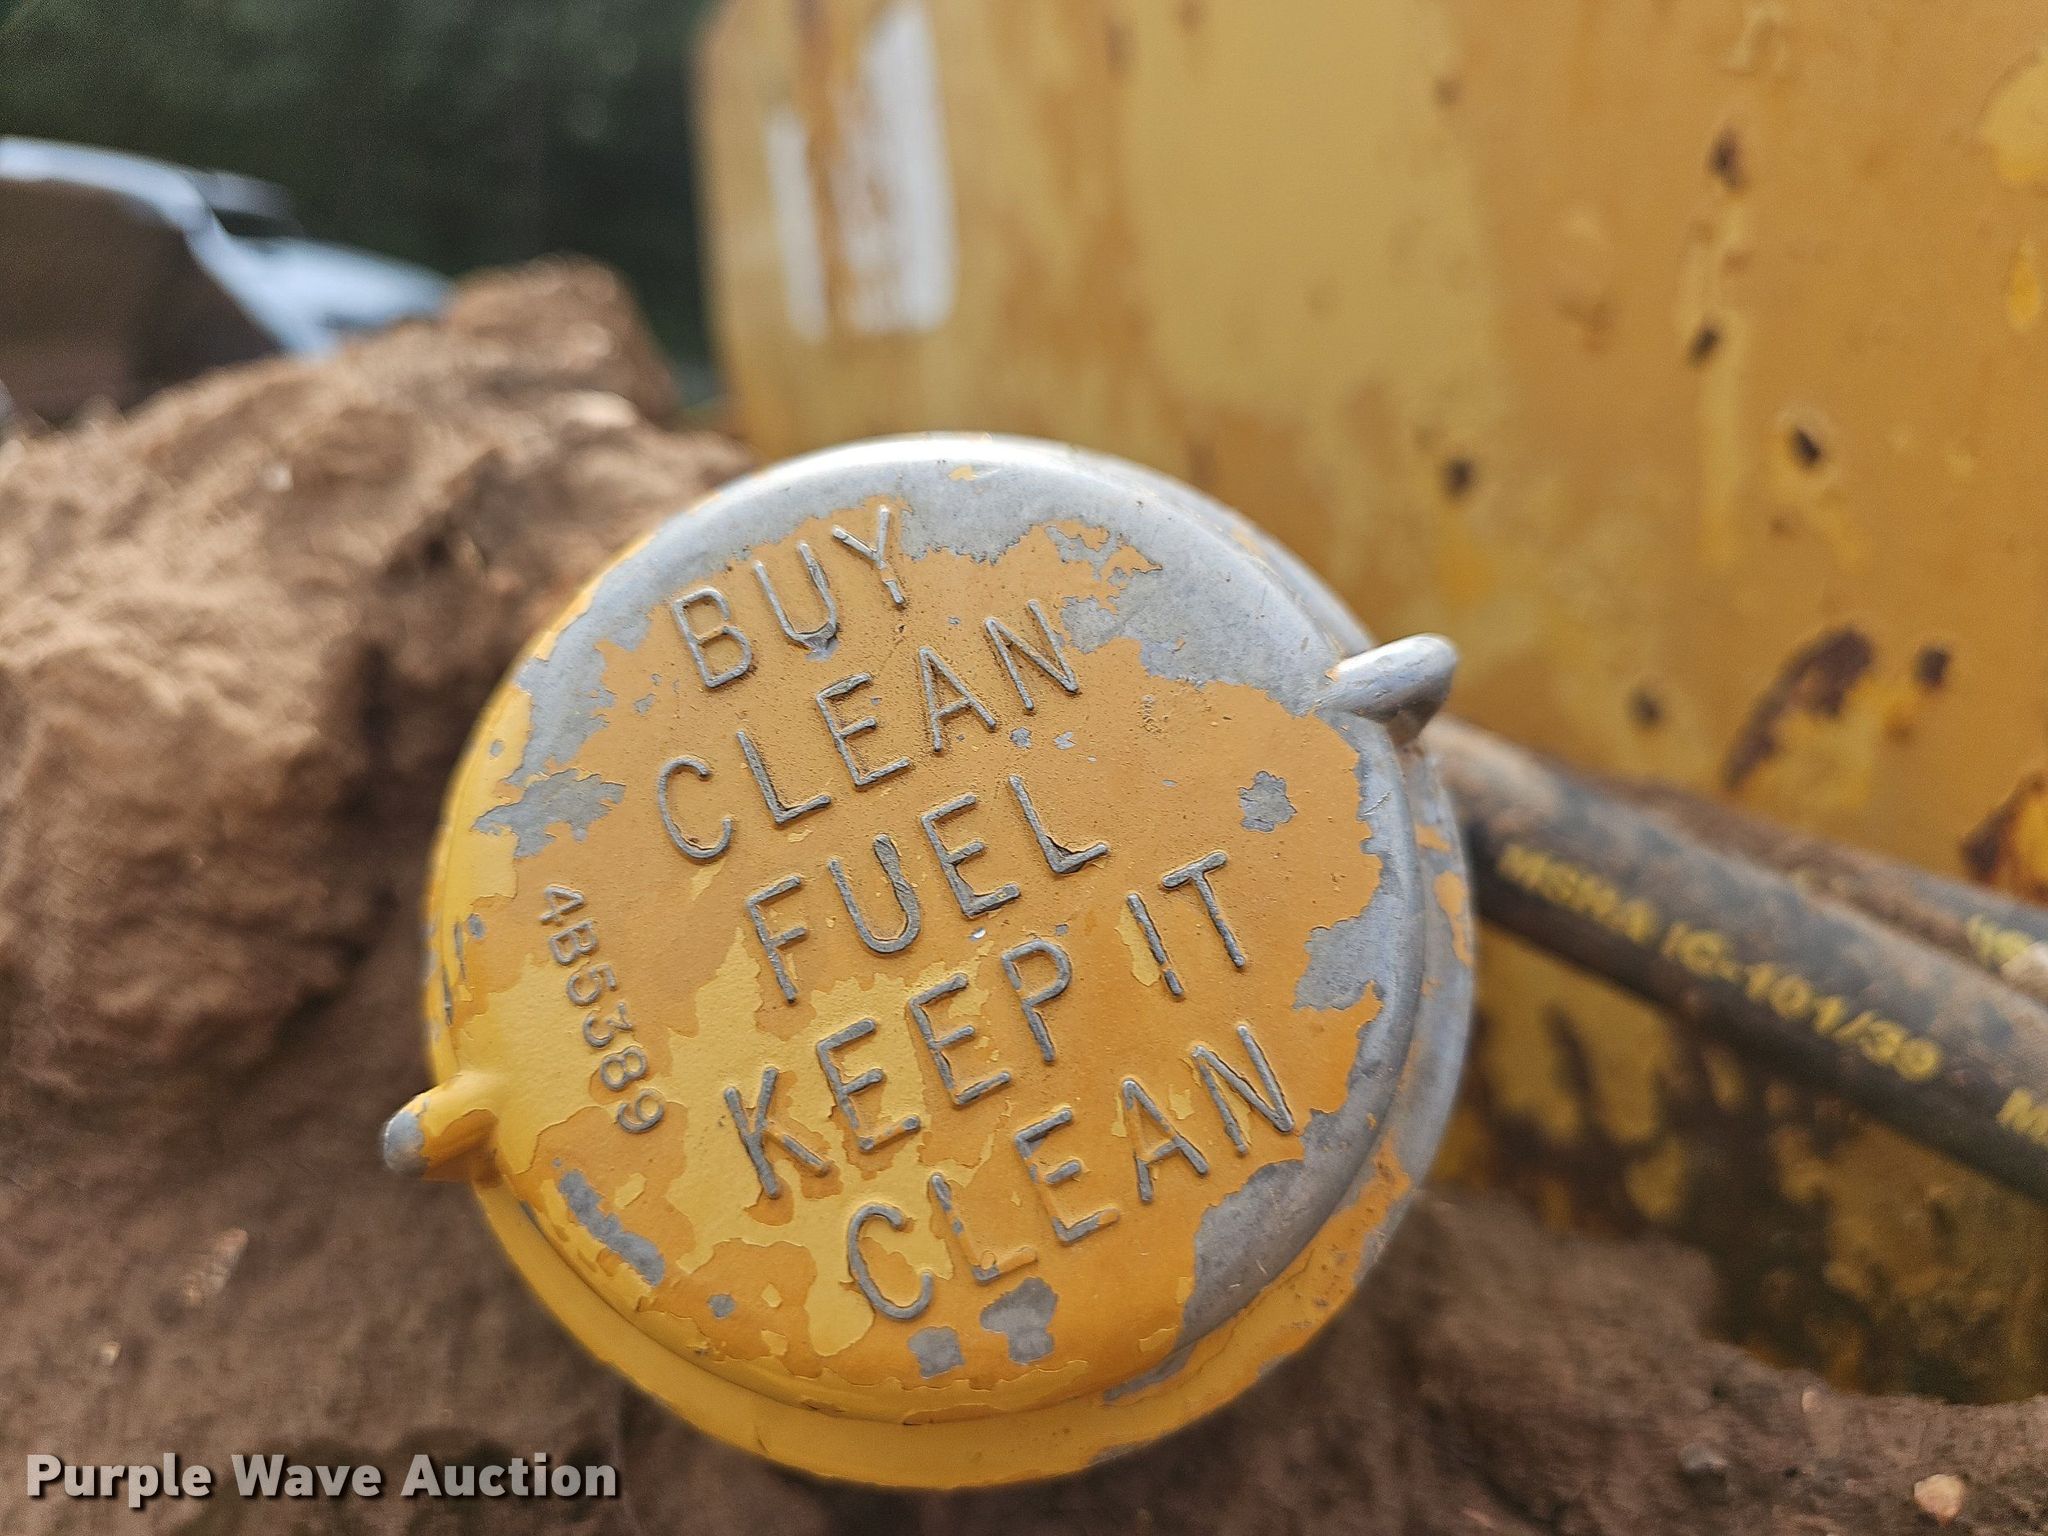 BUY
CLEAN
FUEL
KEEP IT
CLEAN
4B5389
MSHA IC-101/39
Purple Wave Auction